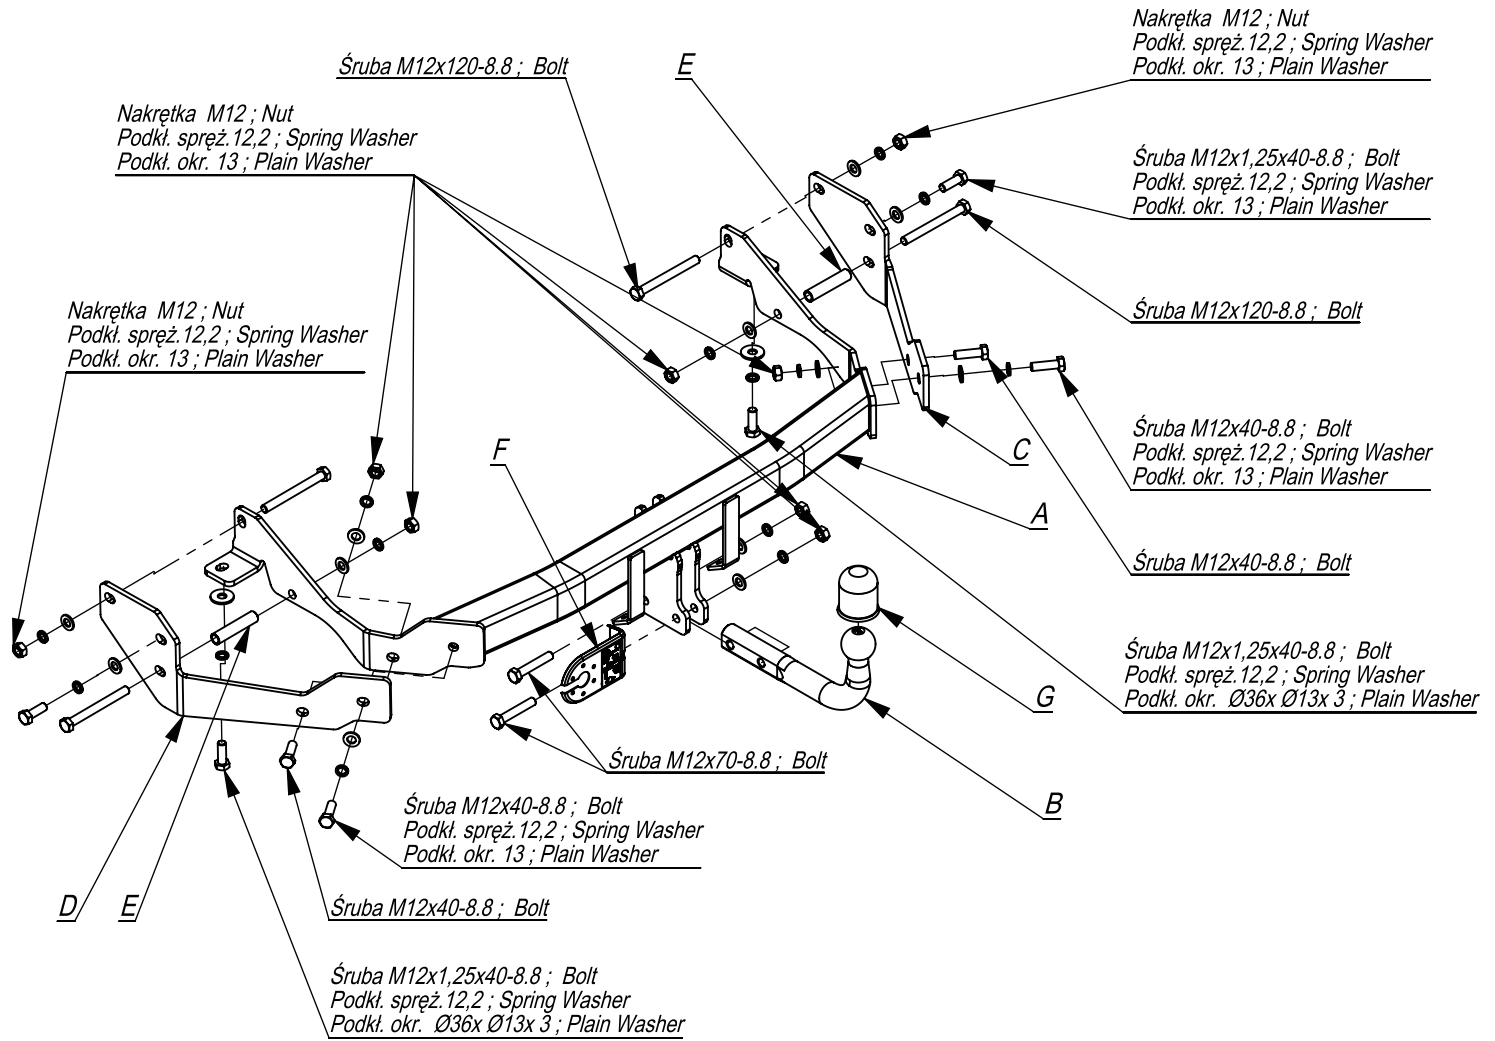 Nakrętka M12 ; Nut
Podkł. spręż.12,2 ; Spring Washer
Podkł. okr. 13 ; Plain Washer
Śruba M12x120-8.8 ; Bolt
E
Nakrętka M12 ; Nut
Podkł. spręż.12,2 ; Spring Washer
Podkł. okr. 13 ; Plain Washer
Śruba M12x1,25x40-8.8 ; Bolt
Podkł. spręż.12,2 ; Spring Washer
Podkł. okr. 13 ; Plain Washer
E
Nakrętka M12 ; Nut
Podkł. spręż.12,2 ; Spring Washer
Podkł. okr. 13 ; Plain Washer
Śruba M12x120-8.8 ; Bolt
F
C
Śruba M12x40-8.8 ; Bolt
Podkł. spręż.12,2 ; Spring Washer
Podkł. okr. 13 ; Plain Washer
A
Śruba M12x40-8.8 ; Bolt
Śruba M12x1,25x40-8.8 ; Bolt
Podkł. spręż.12,2 ; Spring Washer
Podkł. okr. Ø36x Ø13x 3 ; Plain Washer
G
Śruba M12x70-8.8 ; Bolt
B
Śruba M12x40-8.8 ; Bolt
Podkł. spręż.12,2 ; Spring Washer
Podkł. okr. 13 ; Plain Washer
D
E
Śruba M12x40-8.8 ; Bolt
Śruba M12x1,25x40-8.8 ; Bolt
Podkł. spręż.12,2 ; Spring Washer
Podkł. okr. Ø36x Ø13x 3 ; Plain Washer